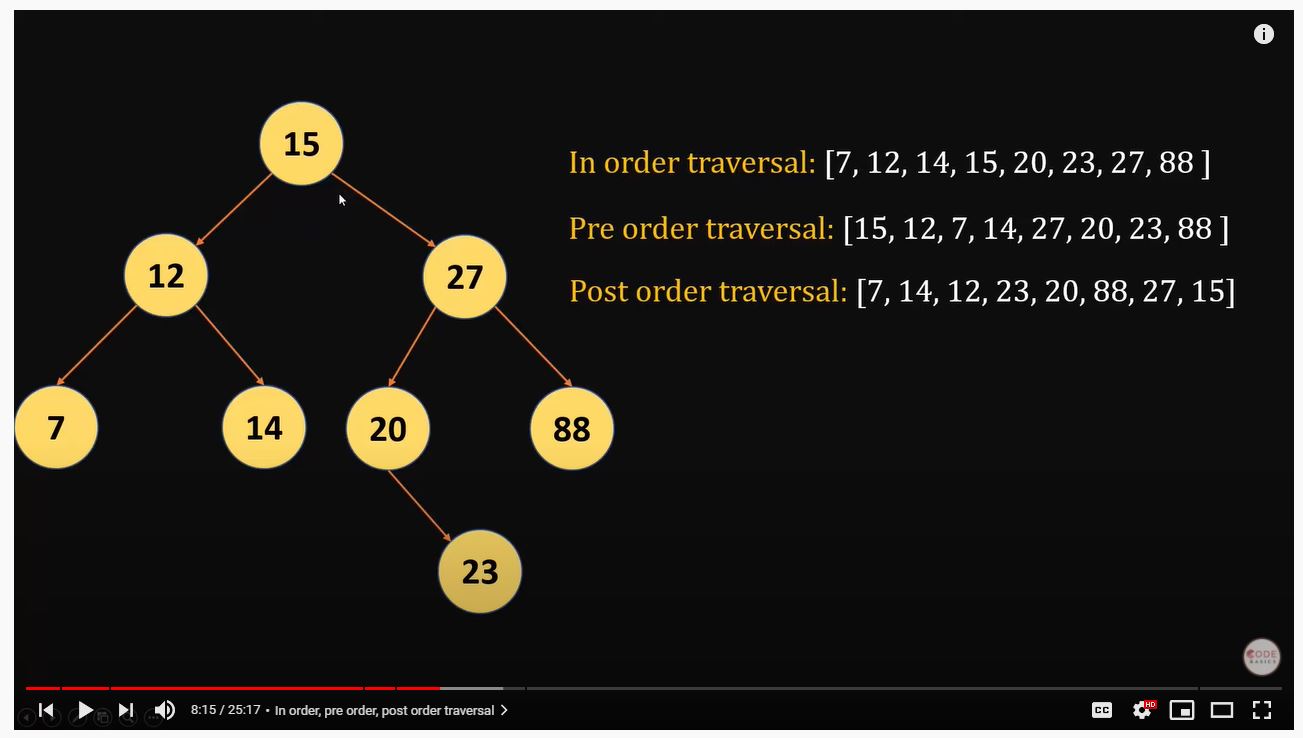 15
In order traversal: [7, 12, 14, 15, 20, 23, 27, 88 ]
Pre order traversal: [15, 12, 7, 14, 27, 20, 23, 88 ]
12
27
Post order traversal: [7, 14, 12, 23, 20, 88, 27, 15]
7
14
20
88
23
CODE
BASICS
8:15 / 25:17 • In order, pre order, post order traversal >
CC
HD